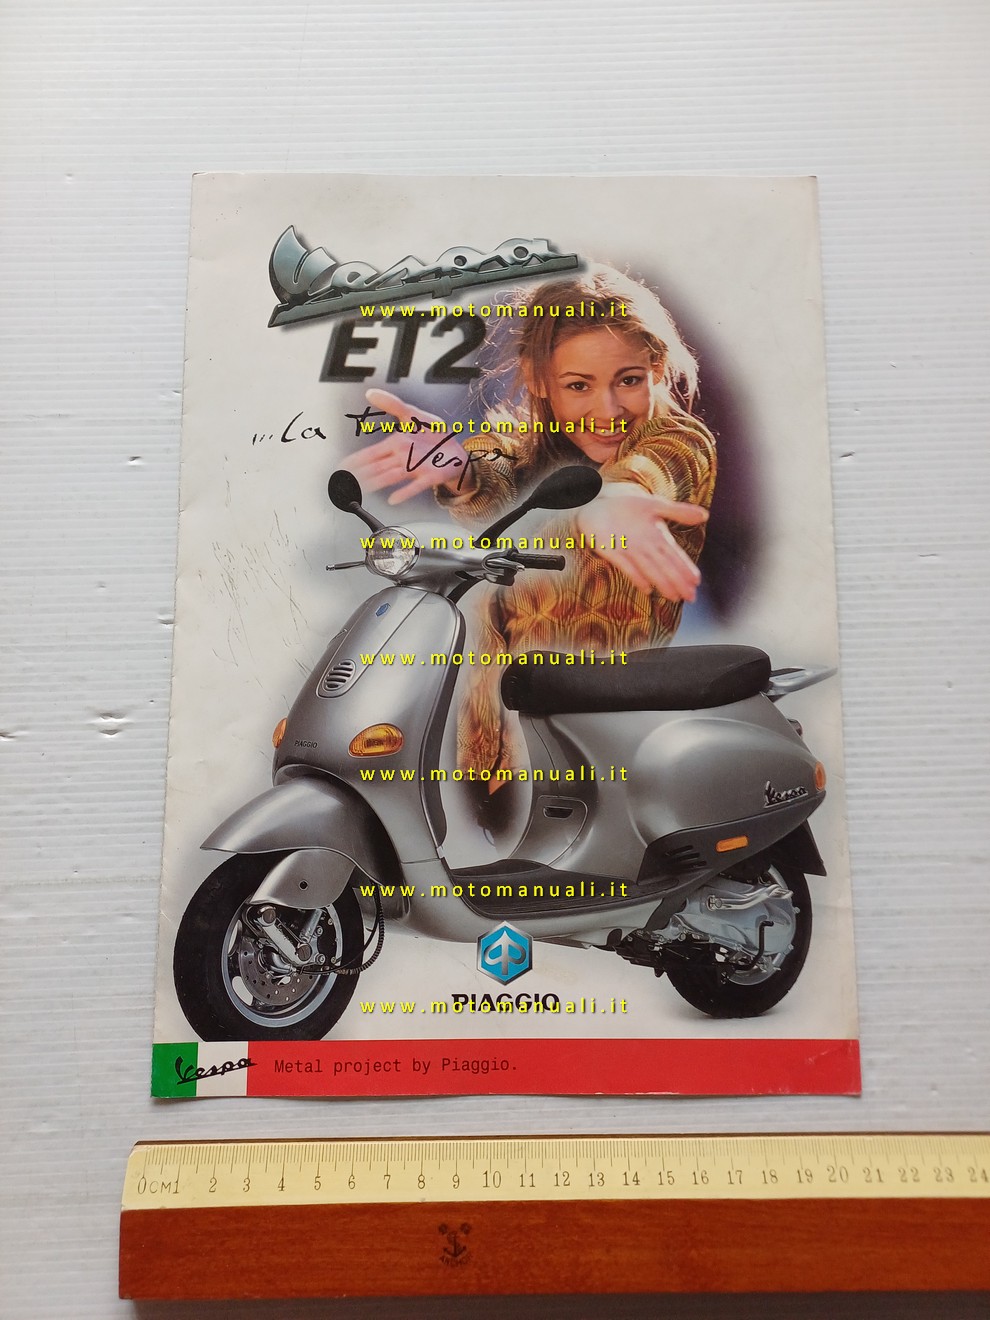 Vespa
www.motomanuali.it
ET2
...la tua
www.motomanuali.it
Vespa
www.motomanuali.it
www.motomanuali.it
PIAGGIO
www.motomanuali.it
Vespa
www.motomanuali.it
PIAGGIO
www.motomanuali.it
Vespa Metal project by Piaggio.
0CM1 2 3 4 5 6 7 8 9 10 11 12 13 14 15 16 17 18 19 20 21 22 23 24